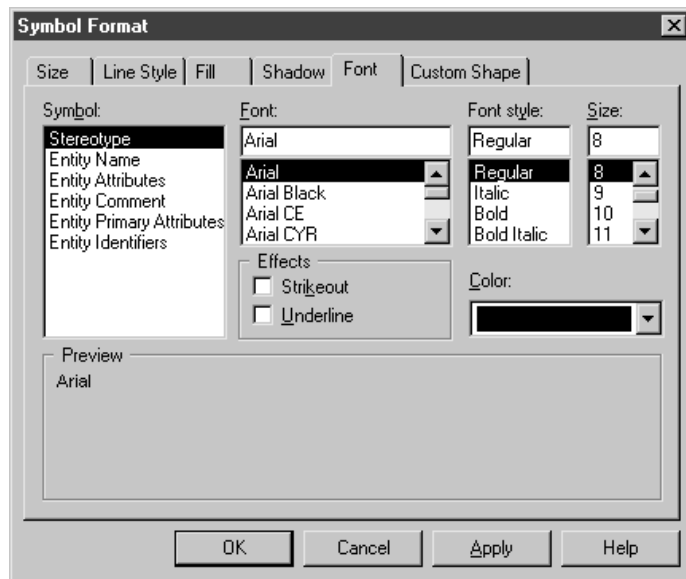 Symbol Format
Size Line Style Fill Shadow Font Custom Shape
Symbol:
Stereotype
Entity Name
Entity Attributes
Entity Comment
Entity Primary Attributes
Entity Identifiers
Font:
Arial
Arial
Arial Black
Arial CE
Arial CYR
Font style:
Regular
Regular
Italic
Bold
Bold Italic
Size:
8
8
9
10
11
Effects
Strikeout
Underline
Color:
Preview
Arial
OK Cancel Apply Help